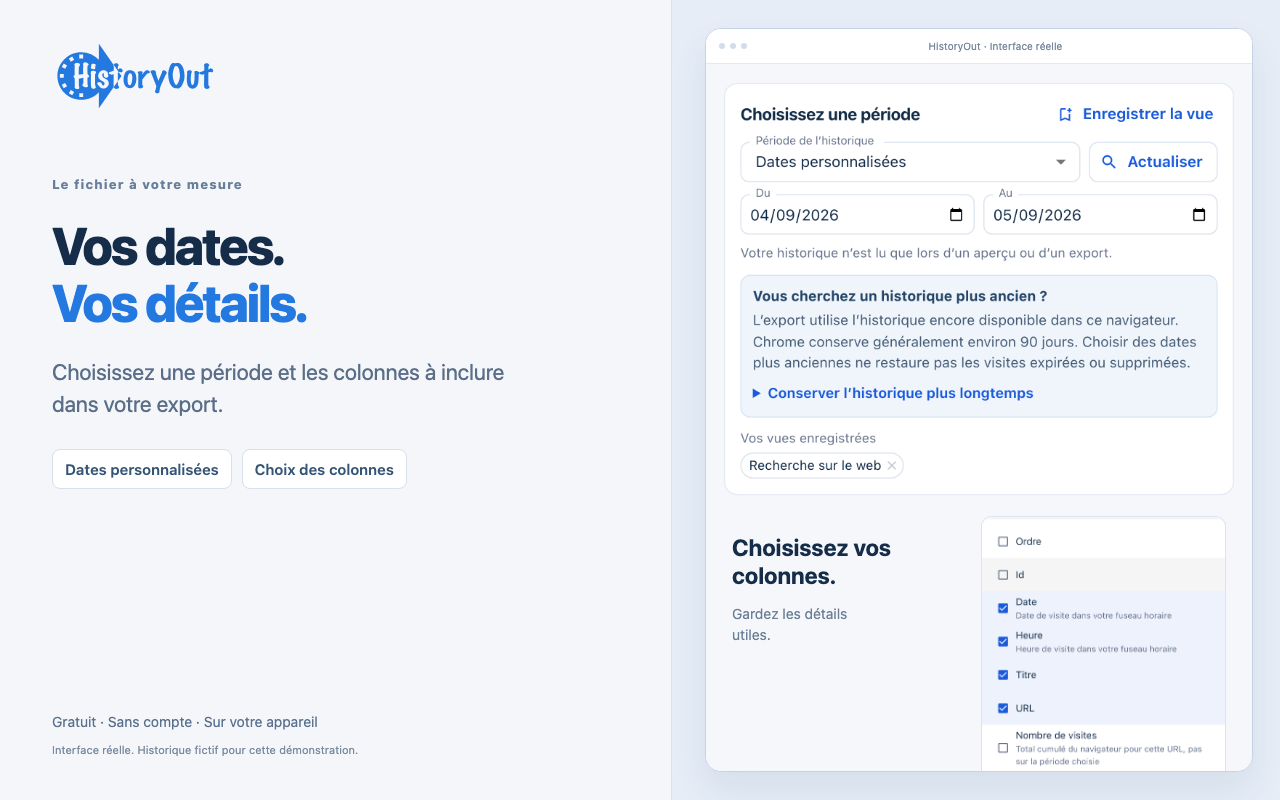 HistoryOut
Le fichier à votre mesure
Vos dates.
Vos détails.
Choisissez une période et les colonnes à inclure
dans votre export.
Dates personnalisées
Choix des colonnes
Gratuit · Sans compte · Sur votre appareil
Interface réelle. Historique fictif pour cette démonstration.
HistoryOut · Interface réelle
Choisissez une période
Enregistrer la vue
Période de l’historique
Dates personnalisées
Actualiser
Du
04/09/2026
Au
05/09/2026
Votre historique n’est lu que lors d’un aperçu ou d’un export.
Vous cherchez un historique plus ancien ?
L’export utilise l’historique encore disponible dans ce navigateur.
Chrome conserve généralement environ 90 jours. Choisir des dates
plus anciennes ne restaure pas les visites expirées ou supprimées.
Conserver l’historique plus longtemps
Vos vues enregistrées
Recherche sur le web
Choisissez vos
colonnes.
Gardez les détails
utiles.
Ordre
Id
Date
Date de visite dans votre fuseau horaire
Heure
Heure de visite dans votre fuseau horaire
Titre
URL
Nombre de visites
Total cumulé du navigateur pour cette URL, pas
sur la période choisie